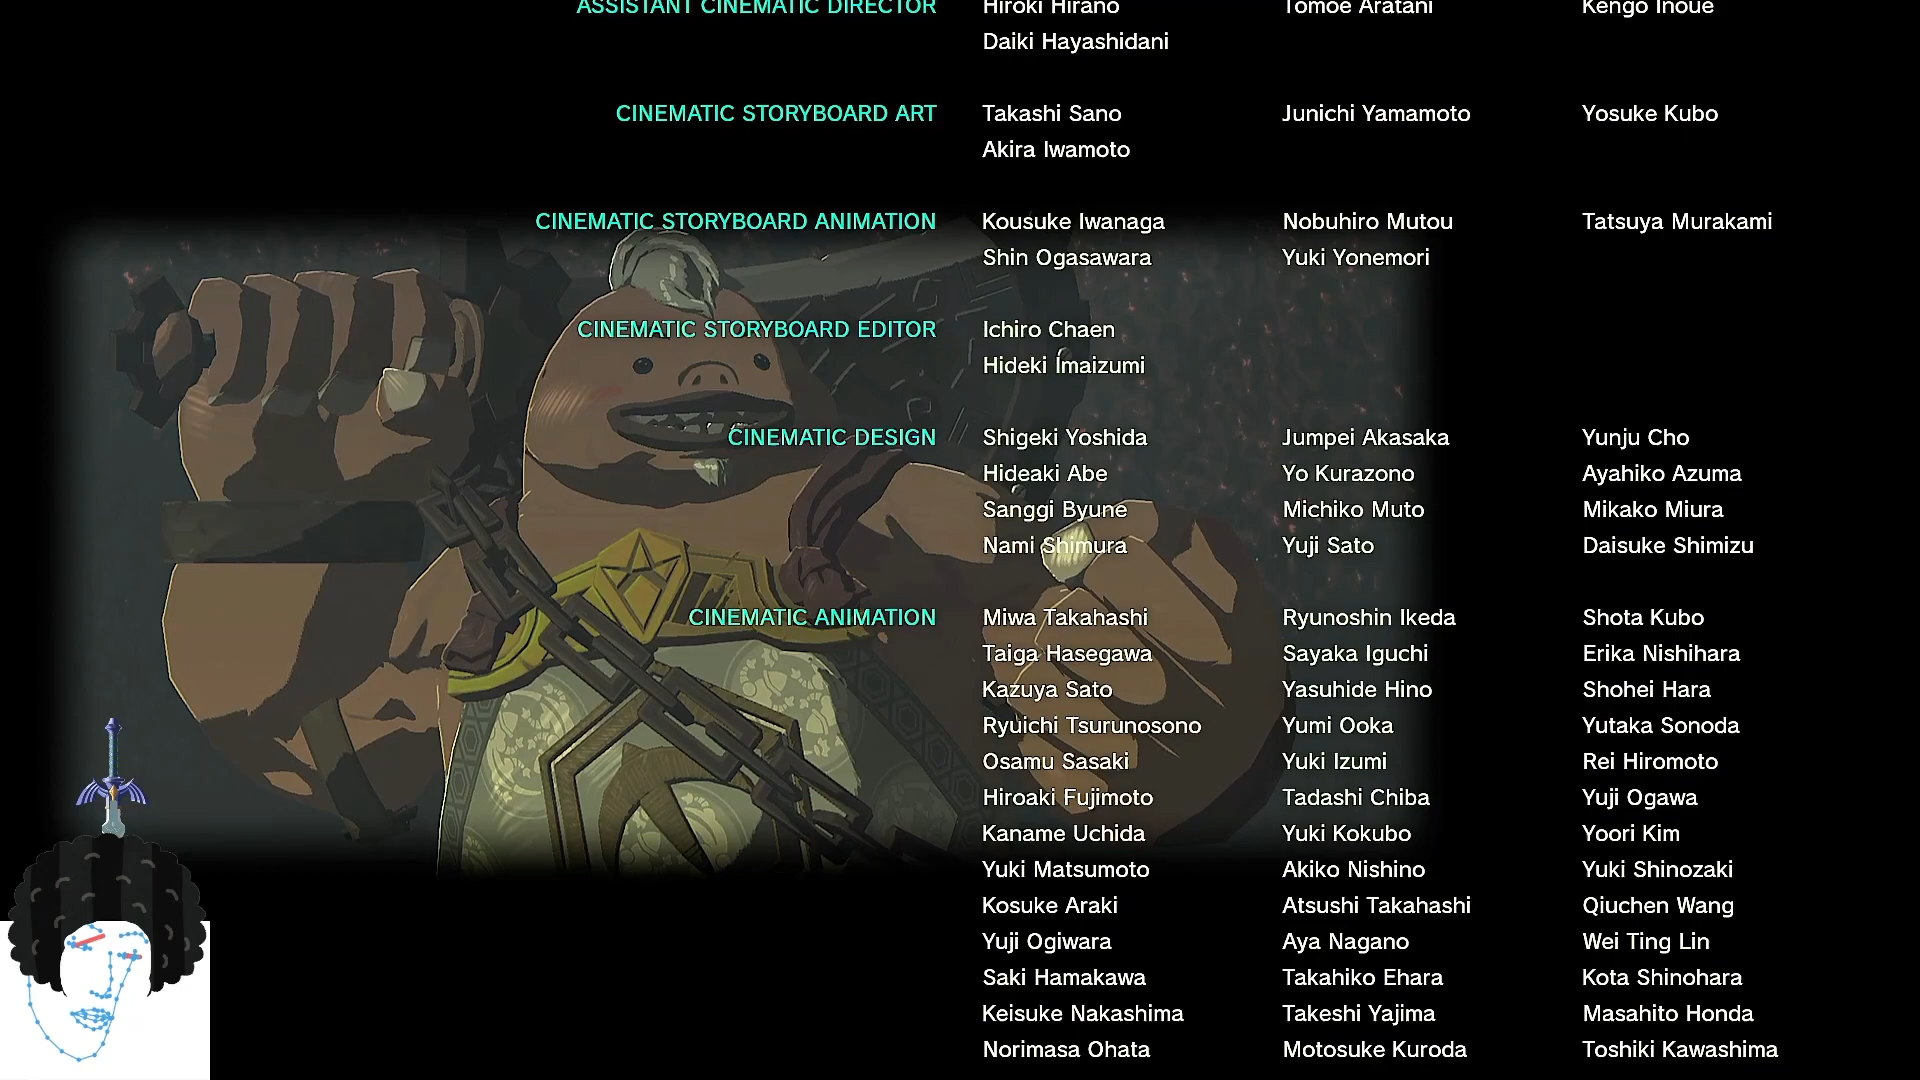 ASSISTANT CINEMATIC DIRECTOR Hiroki Hirano Tomoe Aratani Kengo Inoue
Daiki Hayashidani
CINEMATIC STORYBOARD ART Takashi Sano Junichi Yamamoto Yosuke Kubo
Akira Iwamoto
CINEMATIC STORYBOARD ANIMATION Kousuke Iwanaga Nobuhiro Mutou Tatsuya Murakami
Shin Ogasawara Yuki Yonemori
CINEMATIC STORYBOARD EDITOR Ichiro Chaen
Hideki Imaizumi
CINEMATIC DESIGN Shigeki Yoshida Jumpei Akasaka Yunju Cho
Hideaki Abe Yo Kurazono Ayahiko Azuma
Sanggi Byune Michiko Muto Mikako Miura
Nami Shimura Yuji Sato Daisuke Shimizu
CINEMATIC ANIMATION Miwa Takahashi Ryunoshin Ikeda Shota Kubo
Taiga Hasegawa Sayaka Iguchi Erika Nishihara
Kazuya Sato Yasuhide Hino Shohei Hara
Ryuichi Tsurunosono Yumi Ooka Yutaka Sonoda
Osamu Sasaki Yuki Izumi Rei Hiromoto
Hiroaki Fujimoto Tadashi Chiba Yuji Ogawa
Kaname Uchida Yuki Kokubo Yoori Kim
Yuki Matsumoto Akiko Nishino Yuki Shinozaki
Kosuke Araki Atsushi Takahashi Qiuchen Wang
Yuji Ogiwara Aya Nagano Wei Ting Lin
Saki Hamakawa Takahiko Ehara Kota Shinohara
Keisuke Nakashima Takeshi Yajima Masahito Honda
Norimasa Ohata Motosuke Kuroda Toshiki Kawashima